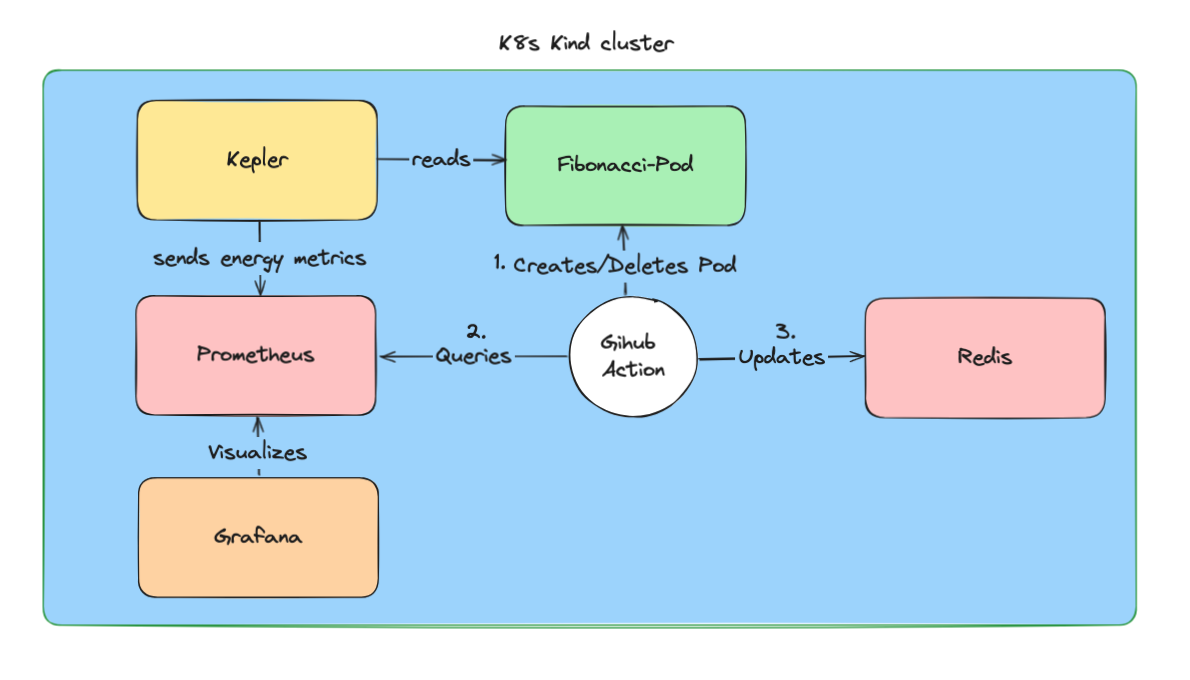 K8s Kind cluster
Kepler
reads
Fibonacci-Pod
sends energy metrics
1. Creates/Deletes Pod
Prometheus
2.
Queries
Gihub
Action
3.
Updates
Redis
Visualizes
Grafana